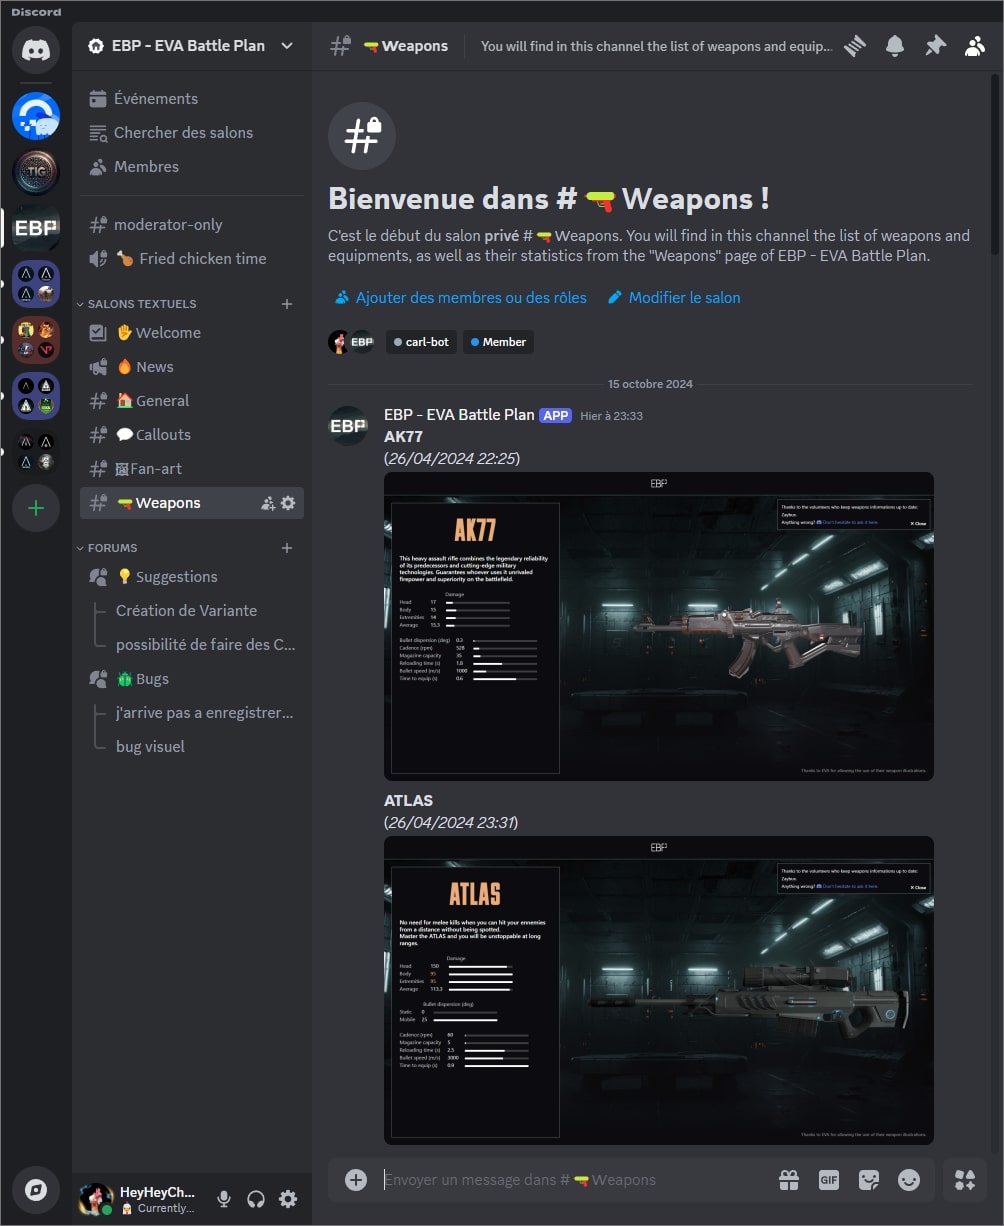 Discord
EBP - EVA Battle Plan
Weapons
You will find in this channel the list of weapons and equip...
Événements
Chercher des salons
Membres
TIG
EBP
moderator-only
Fried chicken time
SALONS TEXTUELS
Welcome
News
General
Callouts
Fan-art
Weapons
FORUMS
Suggestions
Création de Variante
possibilité de faire des C...
Bugs
j'arrive pas a enregistrer...
bug visuel
Bienvenue dans # Weapons !
C'est le début du salon privé # Weapons. You will find in this channel the list of weapons and
equipments, as well as their statistics from the "Weapons" page of EBP - EVA Battle Plan.
Ajouter des membres ou des rôles
Modifier le salon
EBP
carl-bot
Member
15 octobre 2024
EBP
EBP - EVA Battle Plan APP Hier à 23:33
AK77
(26/04/2024 22:25)
EBP
Thanks to the volunteers who keep weapons informations up to date:
Zayhux.
Anything wrong? Don't hesitate to ask it here.
✕ Close
AK77
This heavy assault rifle combines the legendary reliability
of its predecessors and cutting-edge military
technologies. Guarantees whoever uses it unrivaled
firepower and superiority on the battlefield.
Damage
Head 17
Body 15
Extremities 14
Average 15.3
Bullet dispersion (deg) 0.3
Cadence (rpm) 528
Magazine capacity 35
Reloading time (s) 1.8
Bullet speed (m/s) 1000
Time to equip (s) 0.6
Thanks to EVA for allowing the use of their weapon illustrations.
ATLAS
(26/04/2024 23:31)
EBP
Thanks to the volunteers who keep weapons informations up to date:
Zayhux.
Anything wrong? Don't hesitate to ask it here.
✕ Close
ATLAS
No need for melee kills when you can hit your ennemies
from a distance without being spotted.
Master the ATLAS and you will be unstoppable at long
ranges.
Damage
Head 150
Body 95
Extremities 95
Average 113.3
Bullet dispersion (deg)
Static 0
Mobile 25
Cadence (rpm) 60
Magazine capacity 5
Reloading time (s) 2.5
Bullet speed (m/s) 3000
Time to equip (s) 0.9
Thanks to EVA for allowing the use of their weapon illustrations.
HeyHeyCh...
Currently...
Envoyer un message dans # Weapons
GIF